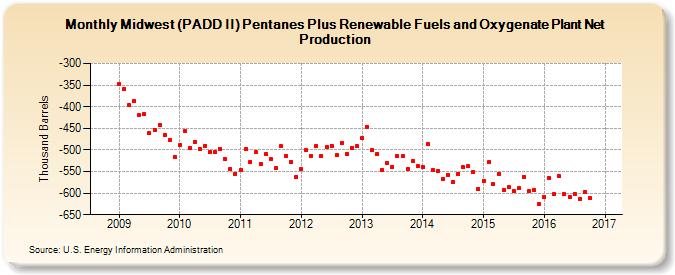 Monthly Midwest (PADD II) Pentanes Plus Renewable Fuels and Oxygenate Plant Net
Production
Thousand Barrels
-300
-350
-400
-450
-500
-550
-600
-650
2009 2010 2011 2012 2013 2014 2015 2016 2017
Source: U.S. Energy Information Administration